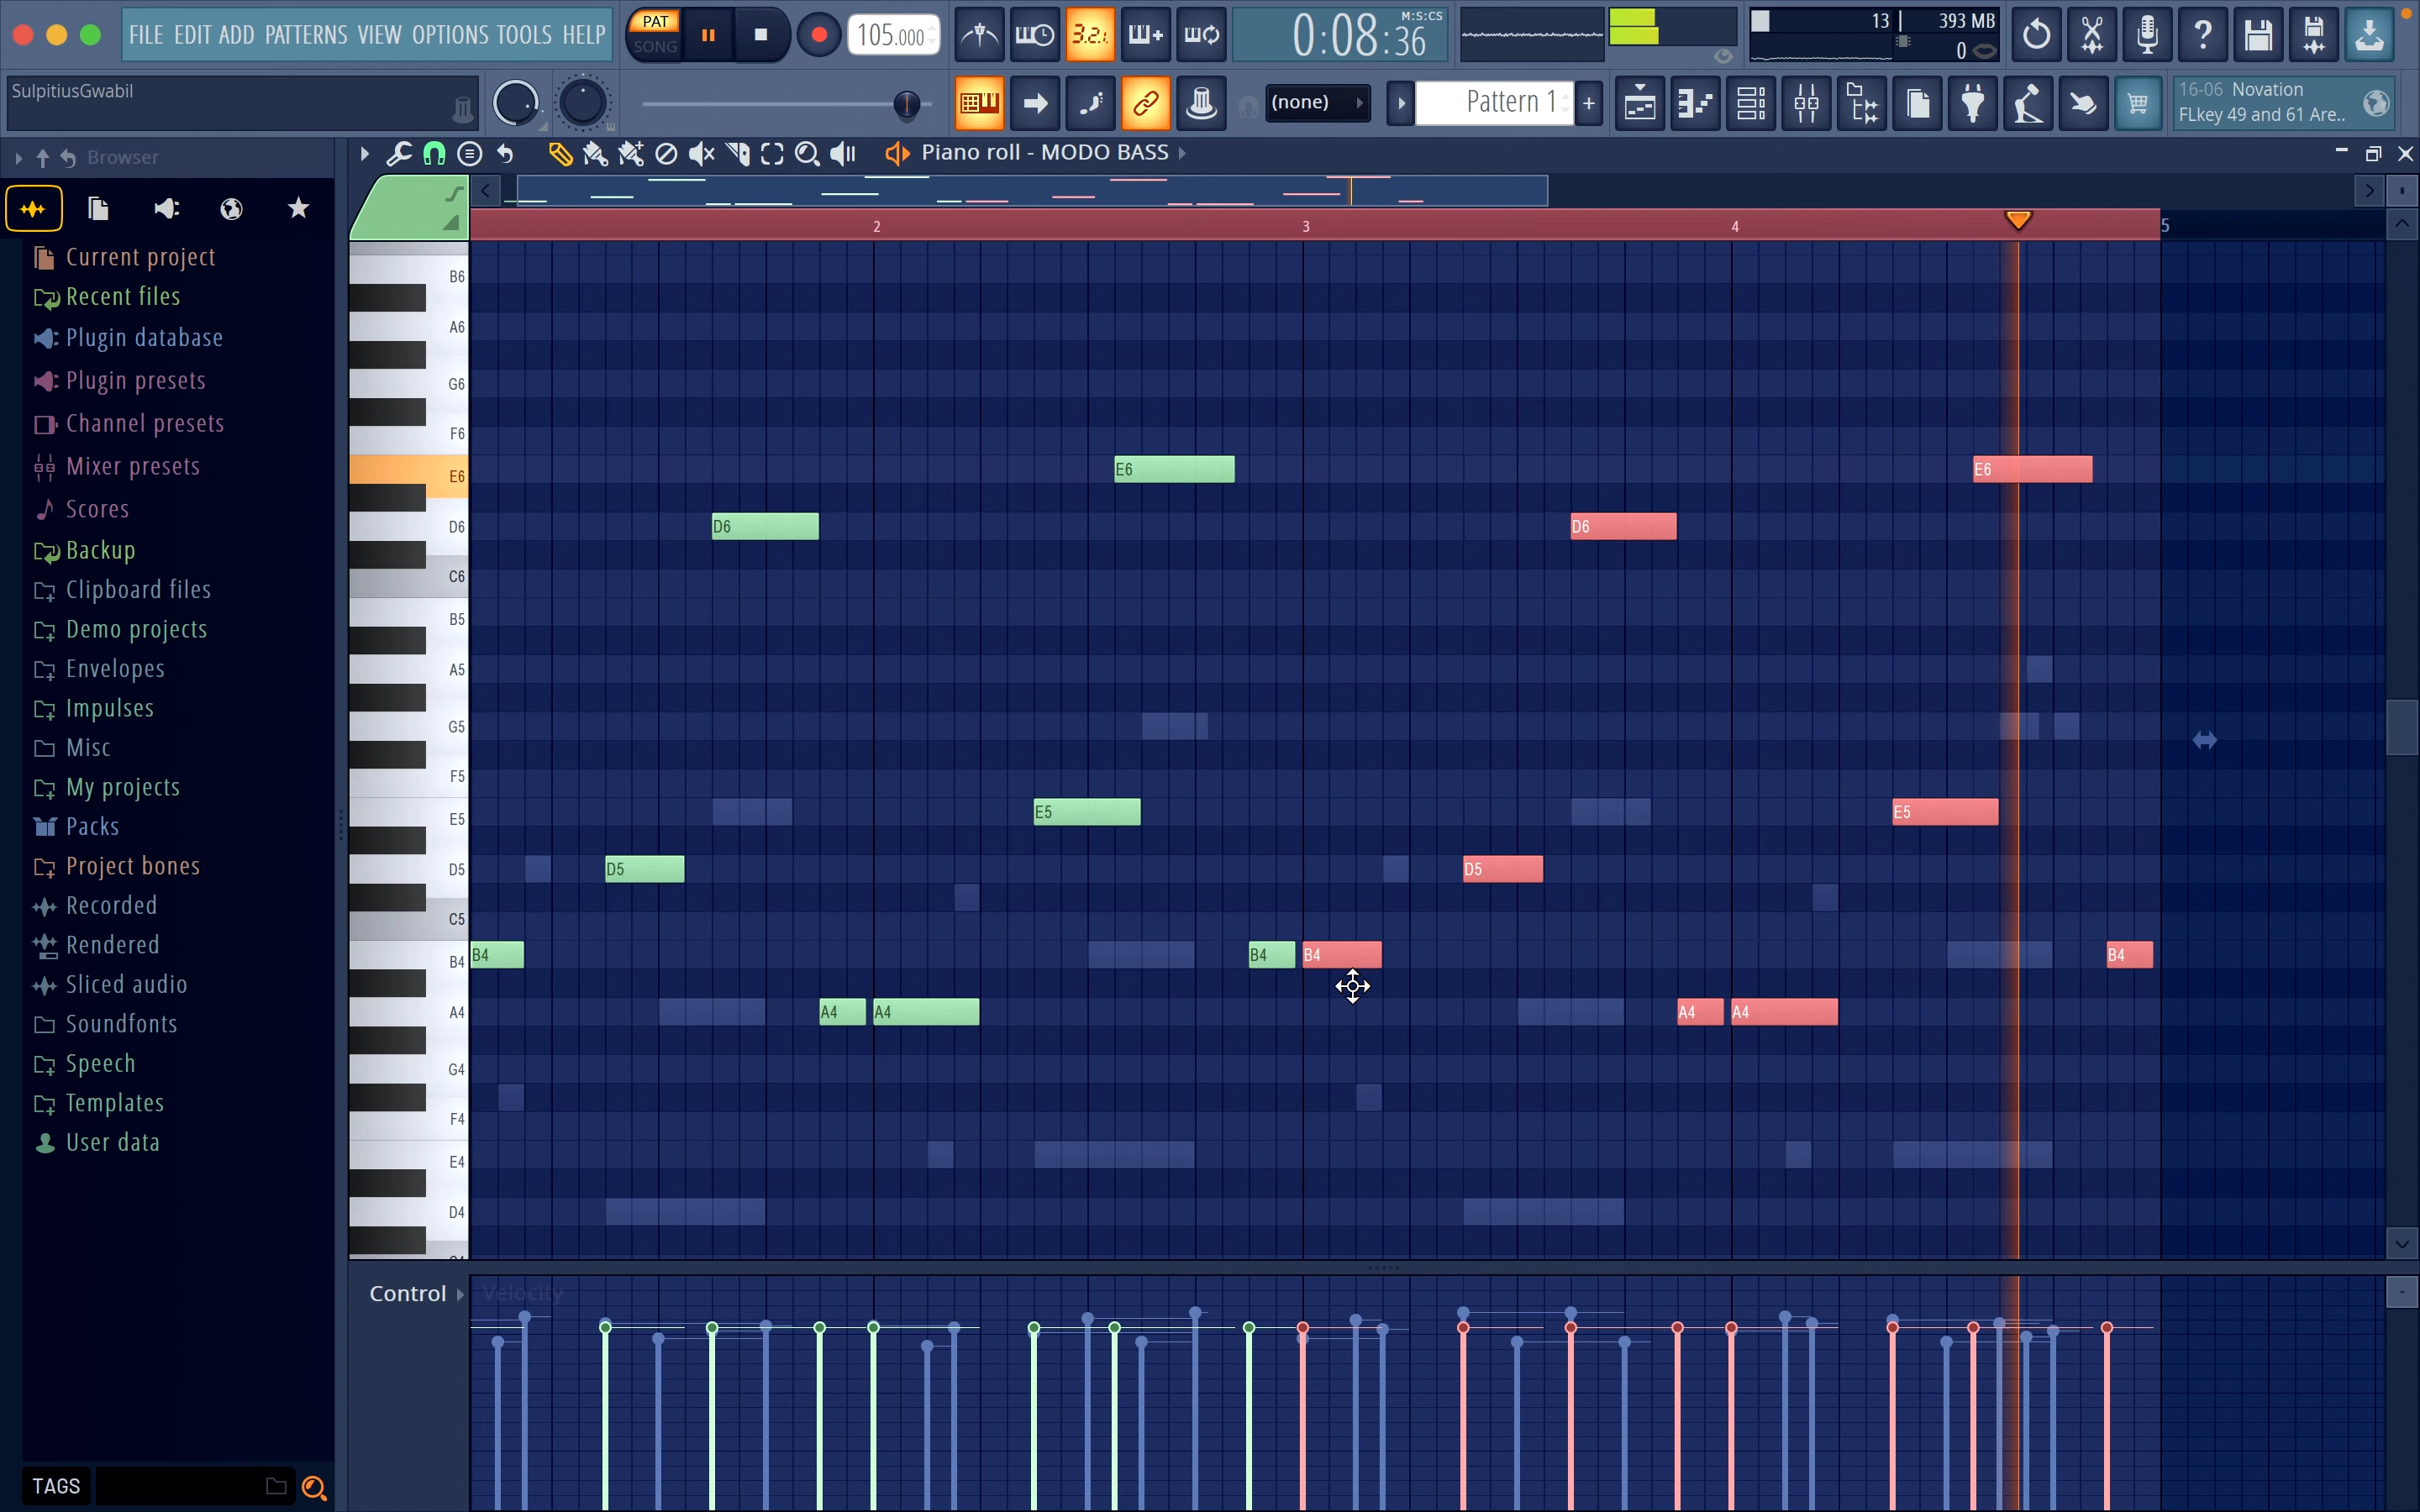 FILE EDIT ADD PATTERNS VIEW OPTIONS TOOLS HELP
PAT
SONG
105.000
3.2.
0:08:36
M:S:CS
13
393 MB
0
SulpitiusGwabil
(none)
Pattern 1
16-06 Novation
FLkey 49 and 61 Are..
Browser
Piano roll - MODO BASS
Current project
Recent files
Plugin database
Plugin presets
Channel presets
Mixer presets
Scores
Backup
Clipboard files
Demo projects
Envelopes
Impulses
Misc
My projects
Packs
Project bones
Recorded
Rendered
Sliced audio
Soundfonts
Speech
Templates
User data
TAGS
2 3 4 5
B6
A6
G6
F6
E6 E6 E6
D6 D6 D6
C6
B5
A5
G5
F5
E5 E5 E5
D5 D5 D5
C5
B4 B4 B4 B4 B4
A4 A4 A4 A4 A4
G4
F4
E4
D4
Control
Velocity